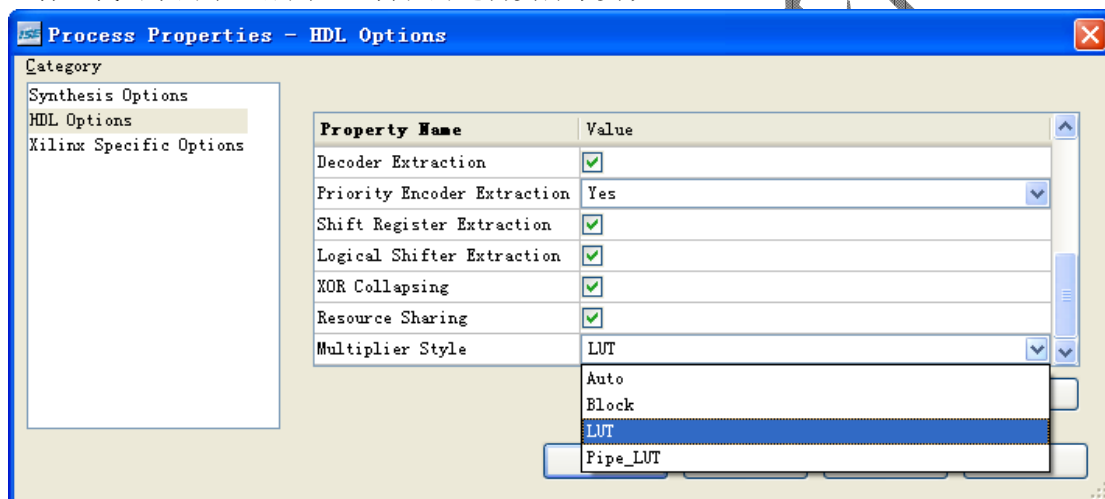 ISE Process Properties - HDL Options
Category
Synthesis Options
HDL Options
Xilinx Specific Options
Property Name Value
Decoder Extraction
Priority Encoder Extraction Yes
Shift Register Extraction
Logical Shifter Extraction
XOR Collapsing
Resource Sharing
Multiplier Style LUT
Auto
Block
LUT
Pipe_LUT